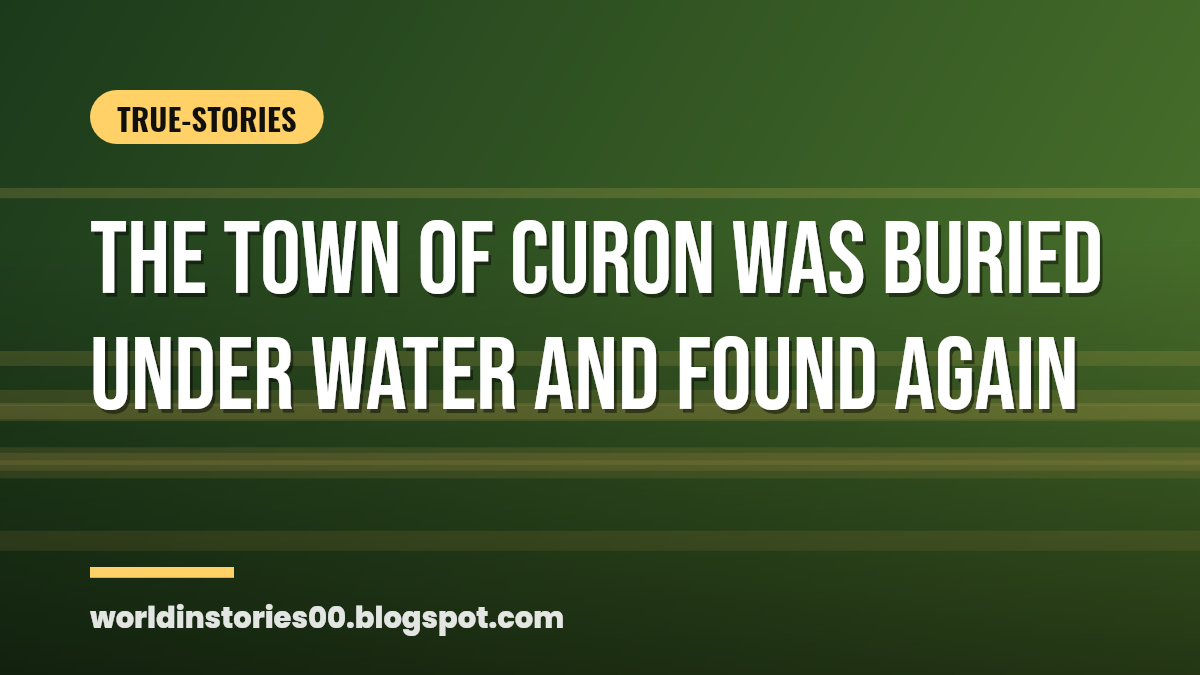 TRUE-STORIES
THE TOWN OF CURON WAS BURIED
UNDER WATER AND FOUND AGAIN
worldinstories00.blogspot.com